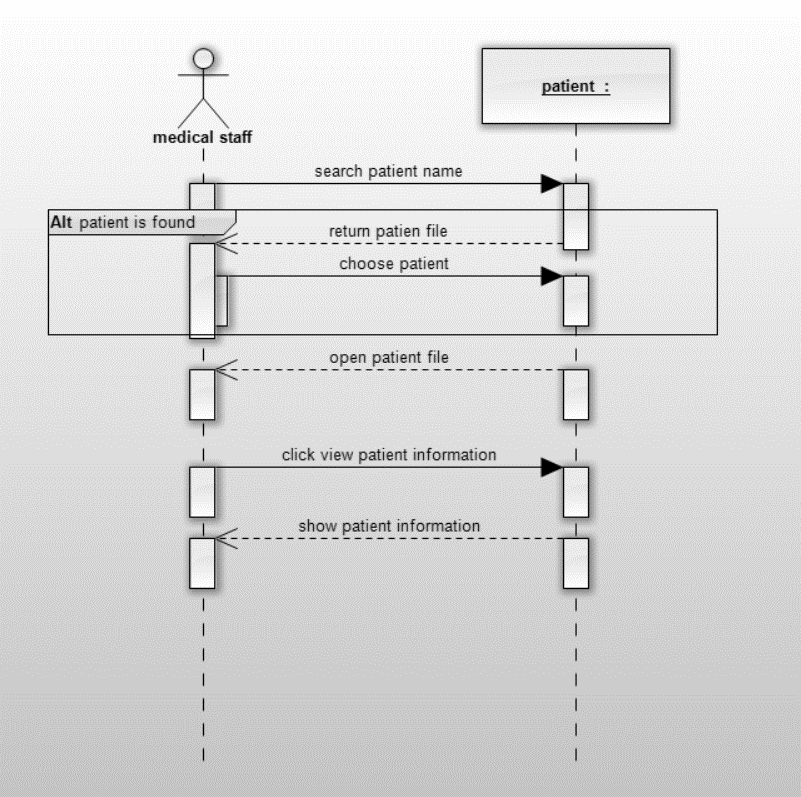 medical staff
patient :
search patient name
Alt patient is found
return patien file
choose patient
open patient file
click view patient information
show patient information